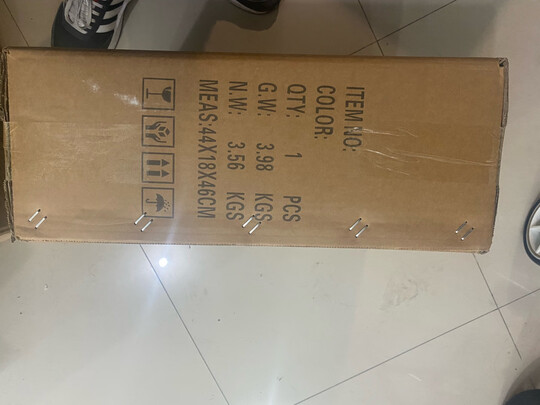 ITEM NO:
COLOR:
QTY: 1 PCS
G.W: 3.98 KGS
N.W: 3.56 KGS
MEAS:44X18X46CM